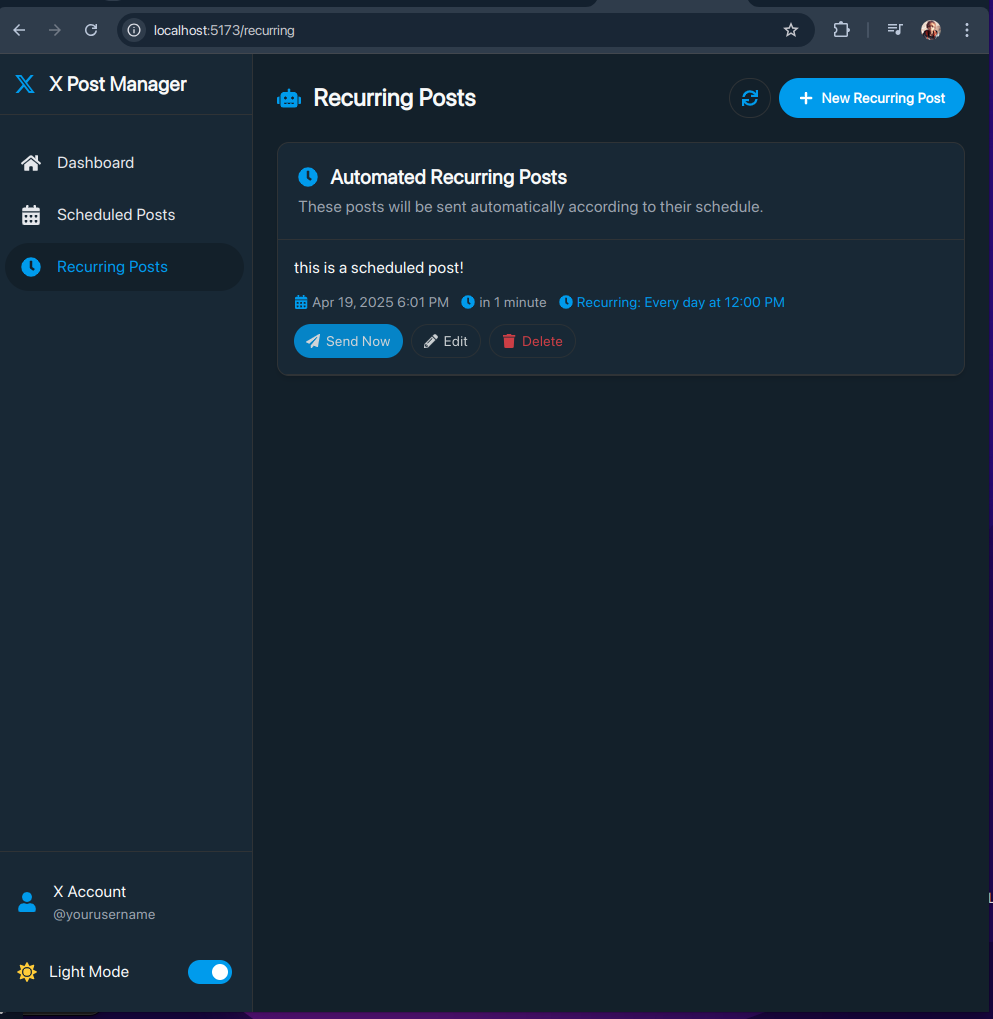 localhost:5173/recurring
X Post Manager
Dashboard
Scheduled Posts
Recurring Posts
Recurring Posts
New Recurring Post
Automated Recurring Posts
These posts will be sent automatically according to their schedule.
this is a scheduled post!
Apr 19, 2025 6:01 PM in 1 minute Recurring: Every day at 12:00 PM
Send Now Edit Delete
X Account
@yourusername
Light Mode